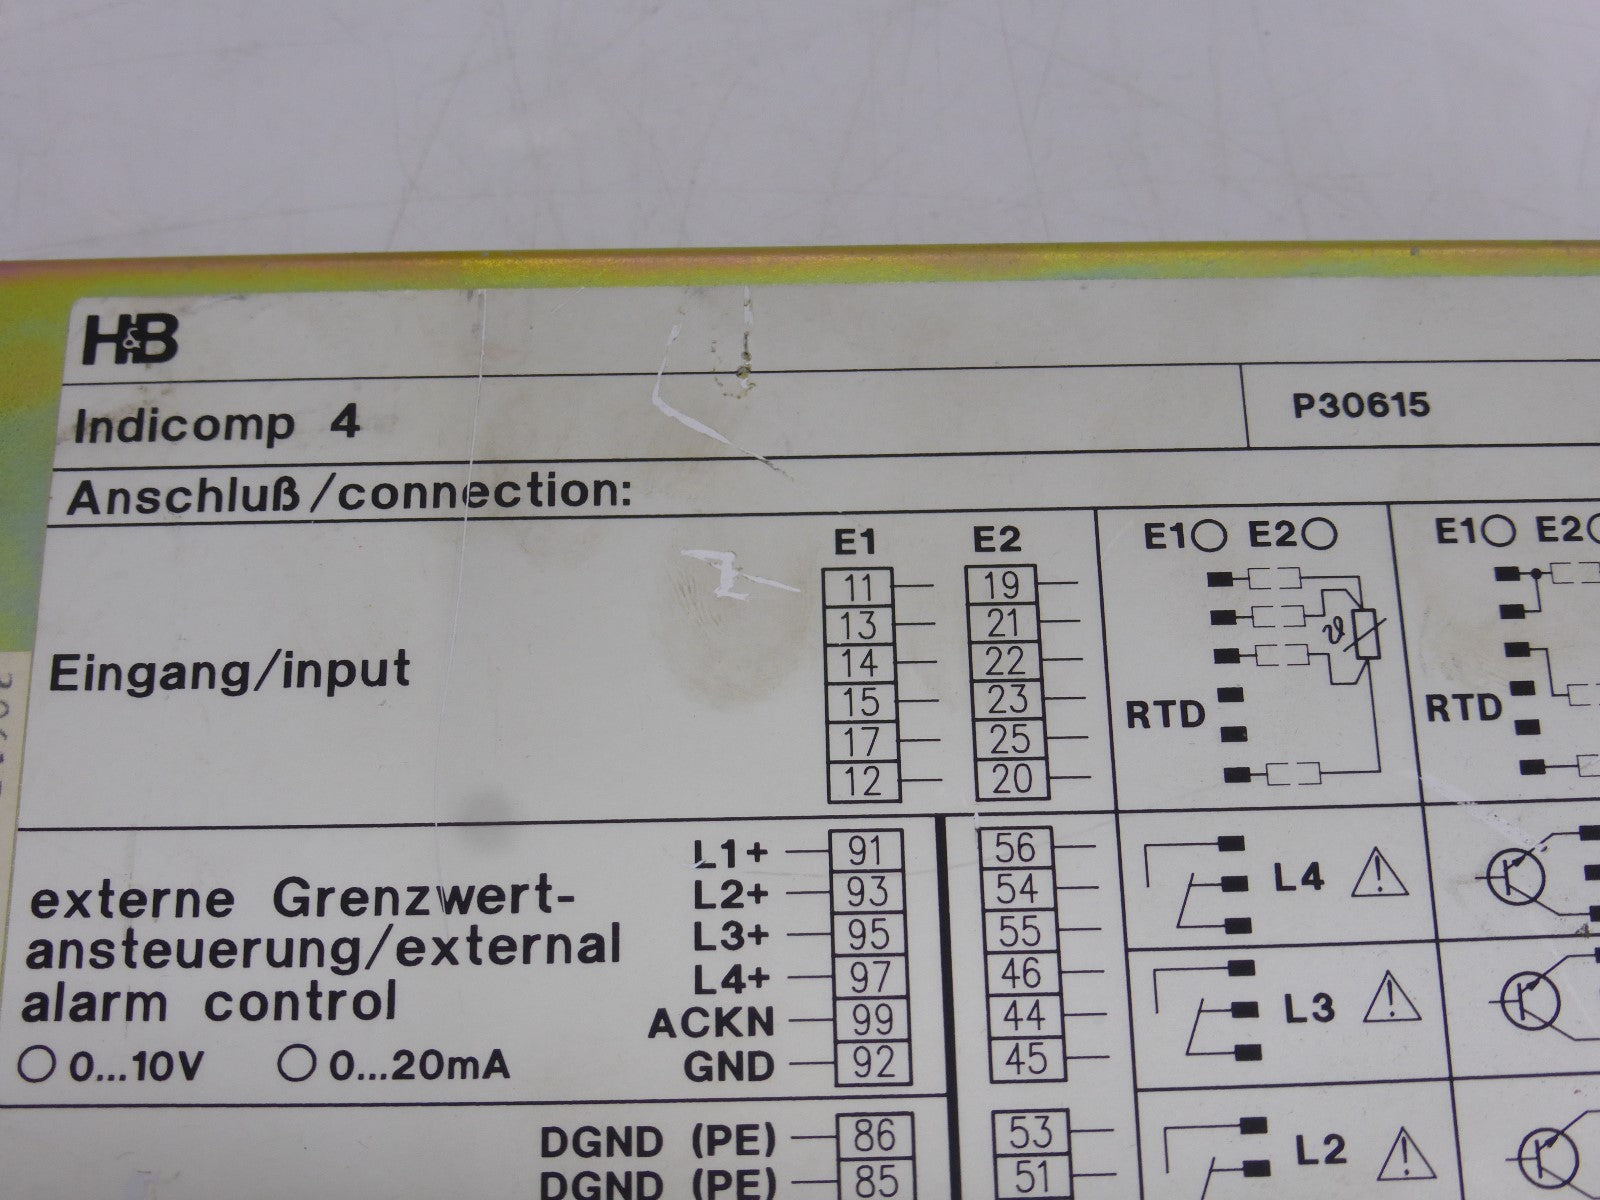 H&B
Indicomp 4 P30615
Anschluß/connection:
E1 E2 E1 E2 E1 E2
11 19
13 21
14 22
Eingang/input
15 23
RTD RTD
17 25
12 20
L1+ 91 56
L2+ 93 54 L4
externe Grenzwert-
L3+ 95 55
ansteuerung/external
L4+ 97 46
alarm control
ACKN 99 44 L3
0...10V 0...20mA GND 92 45
DGND (PE) 86 53 L2
DGND (PE) 85 51